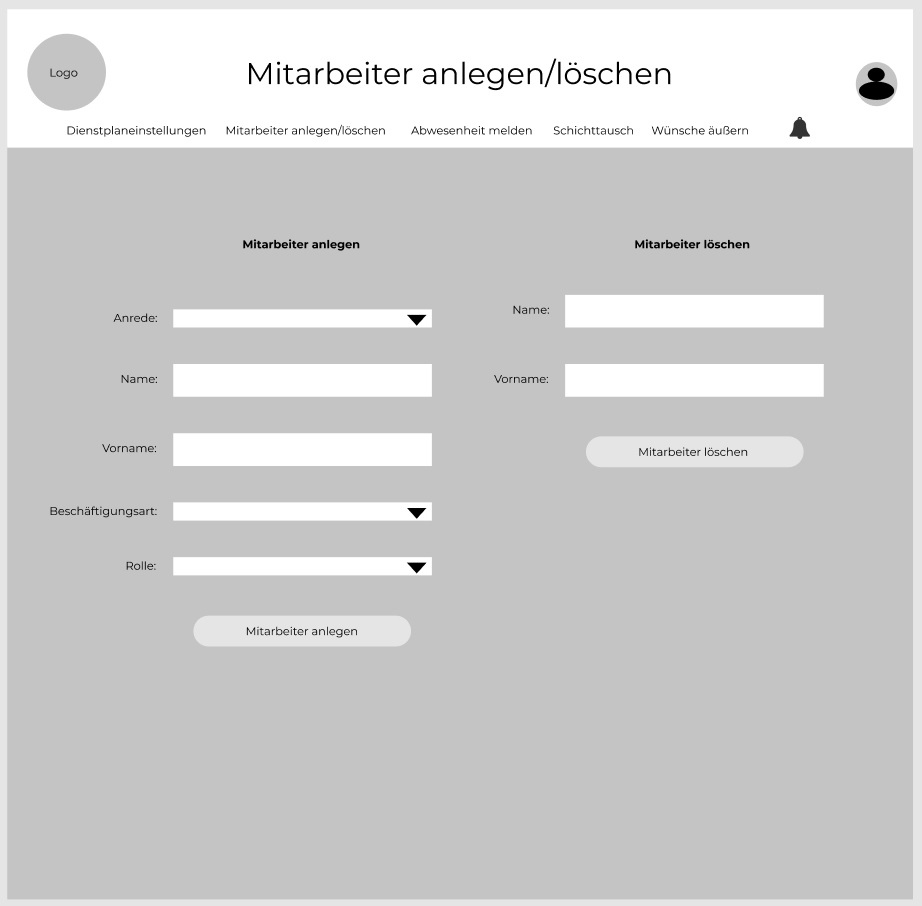 Logo
Mitarbeiter anlegen/löschen
Dienstplaneinstellungen Mitarbeiter anlegen/löschen Abwesenheit melden Schichttausch Wünsche äußern
Mitarbeiter anlegen
Anrede:
Name:
Vorname:
Beschäftigungsart:
Rolle:
Mitarbeiter anlegen
Mitarbeiter löschen
Name:
Vorname:
Mitarbeiter löschen